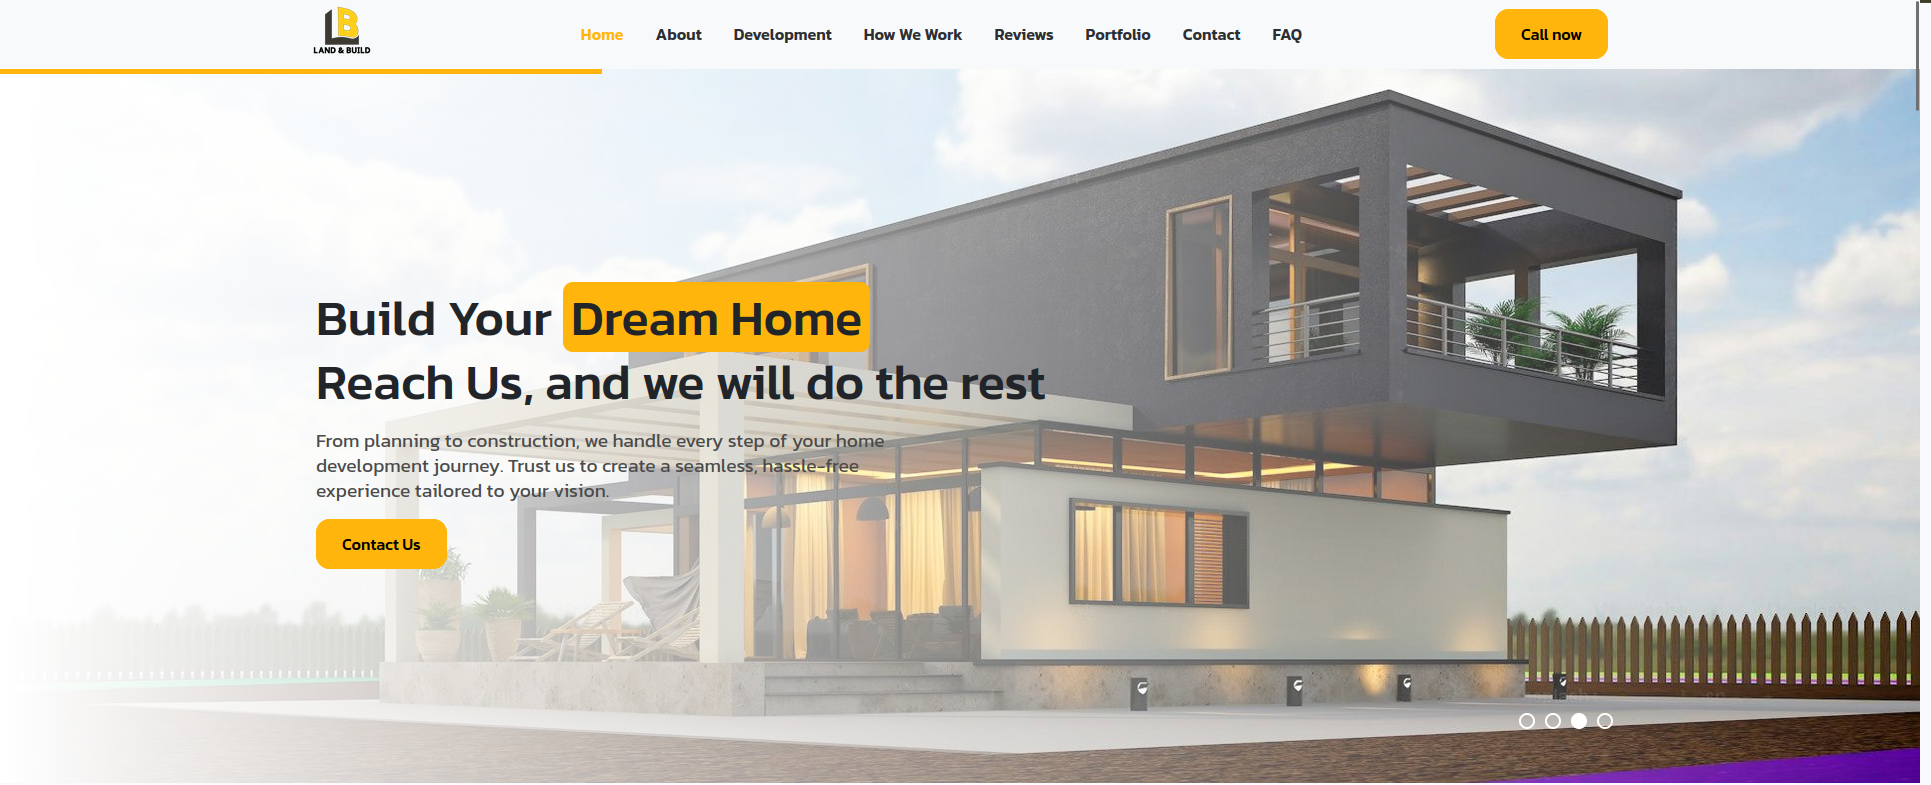 LB
LAND & BUILD
Home About Development How We Work Reviews Portfolio Contact FAQ
Call now
Build Your Dream Home
Reach Us, and we will do the rest
From planning to construction, we handle every step of your home
development journey. Trust us to create a seamless, hassle-free
experience tailored to your vision.
Contact Us